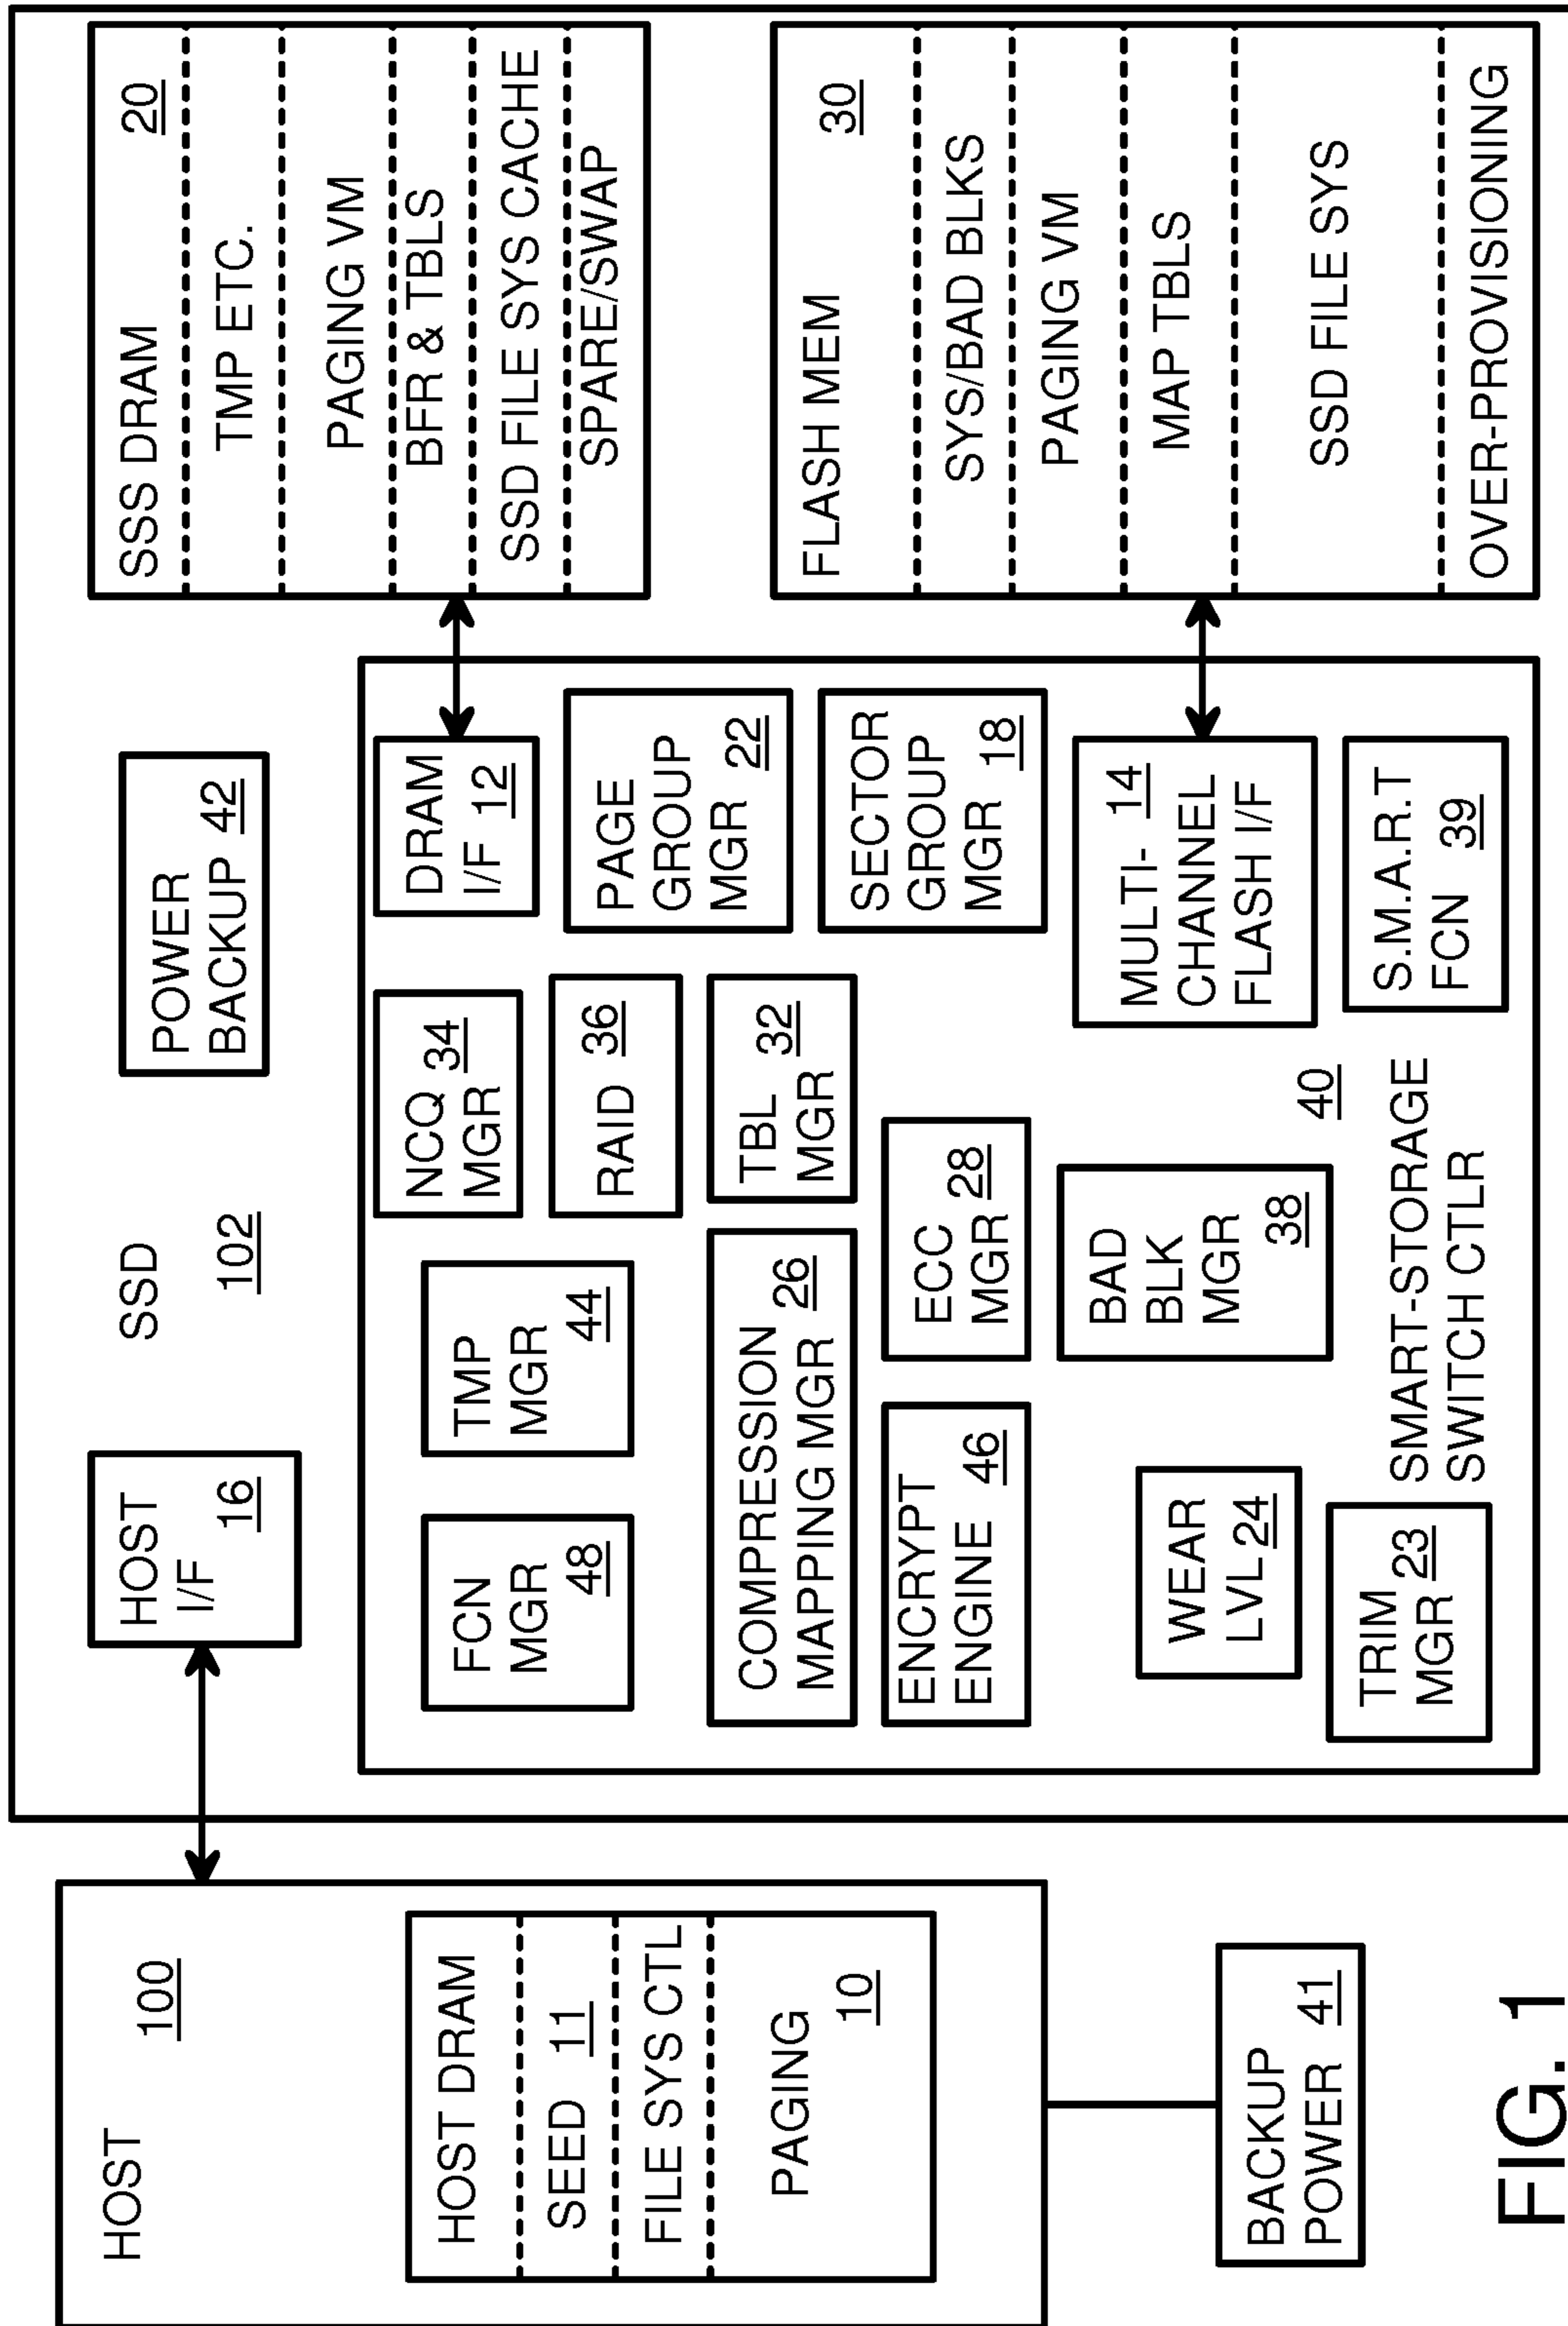 HOST
100
HOST DRAM
SEED 11
FILE SYS CTL
PAGING
10
BACKUP
POWER 41
HOST
I/F 16
SSD
102
POWER
BACKUP 42
FCN
MGR
48
TMP
MGR
44
NCQ 34
MGR
DRAM
I/F 12
RAID 36
PAGE
GROUP
MGR 22
COMPRESSION
MAPPING MGR 26
TBL 32
MGR
SECTOR
GROUP
MGR 18
ENCRYPT
ENGINE 46
ECC
MGR 28
WEAR
LVL 24
BAD
BLK
MGR
38
MULTI- 14
CHANNEL
FLASH I/F
TRIM
MGR 23
40
SMART-STORAGE
SWITCH CTLR
S.M.A.R.T
FCN 39
SSS DRAM 20
TMP ETC.
PAGING VM
BFR & TBLS
SSD FILE SYS CACHE
SPARE/SWAP
FLASH MEM 30
SYS/BAD BLKS
PAGING VM
MAP TBLS
SSD FILE SYS
OVER-PROVISIONING
FIG. 1